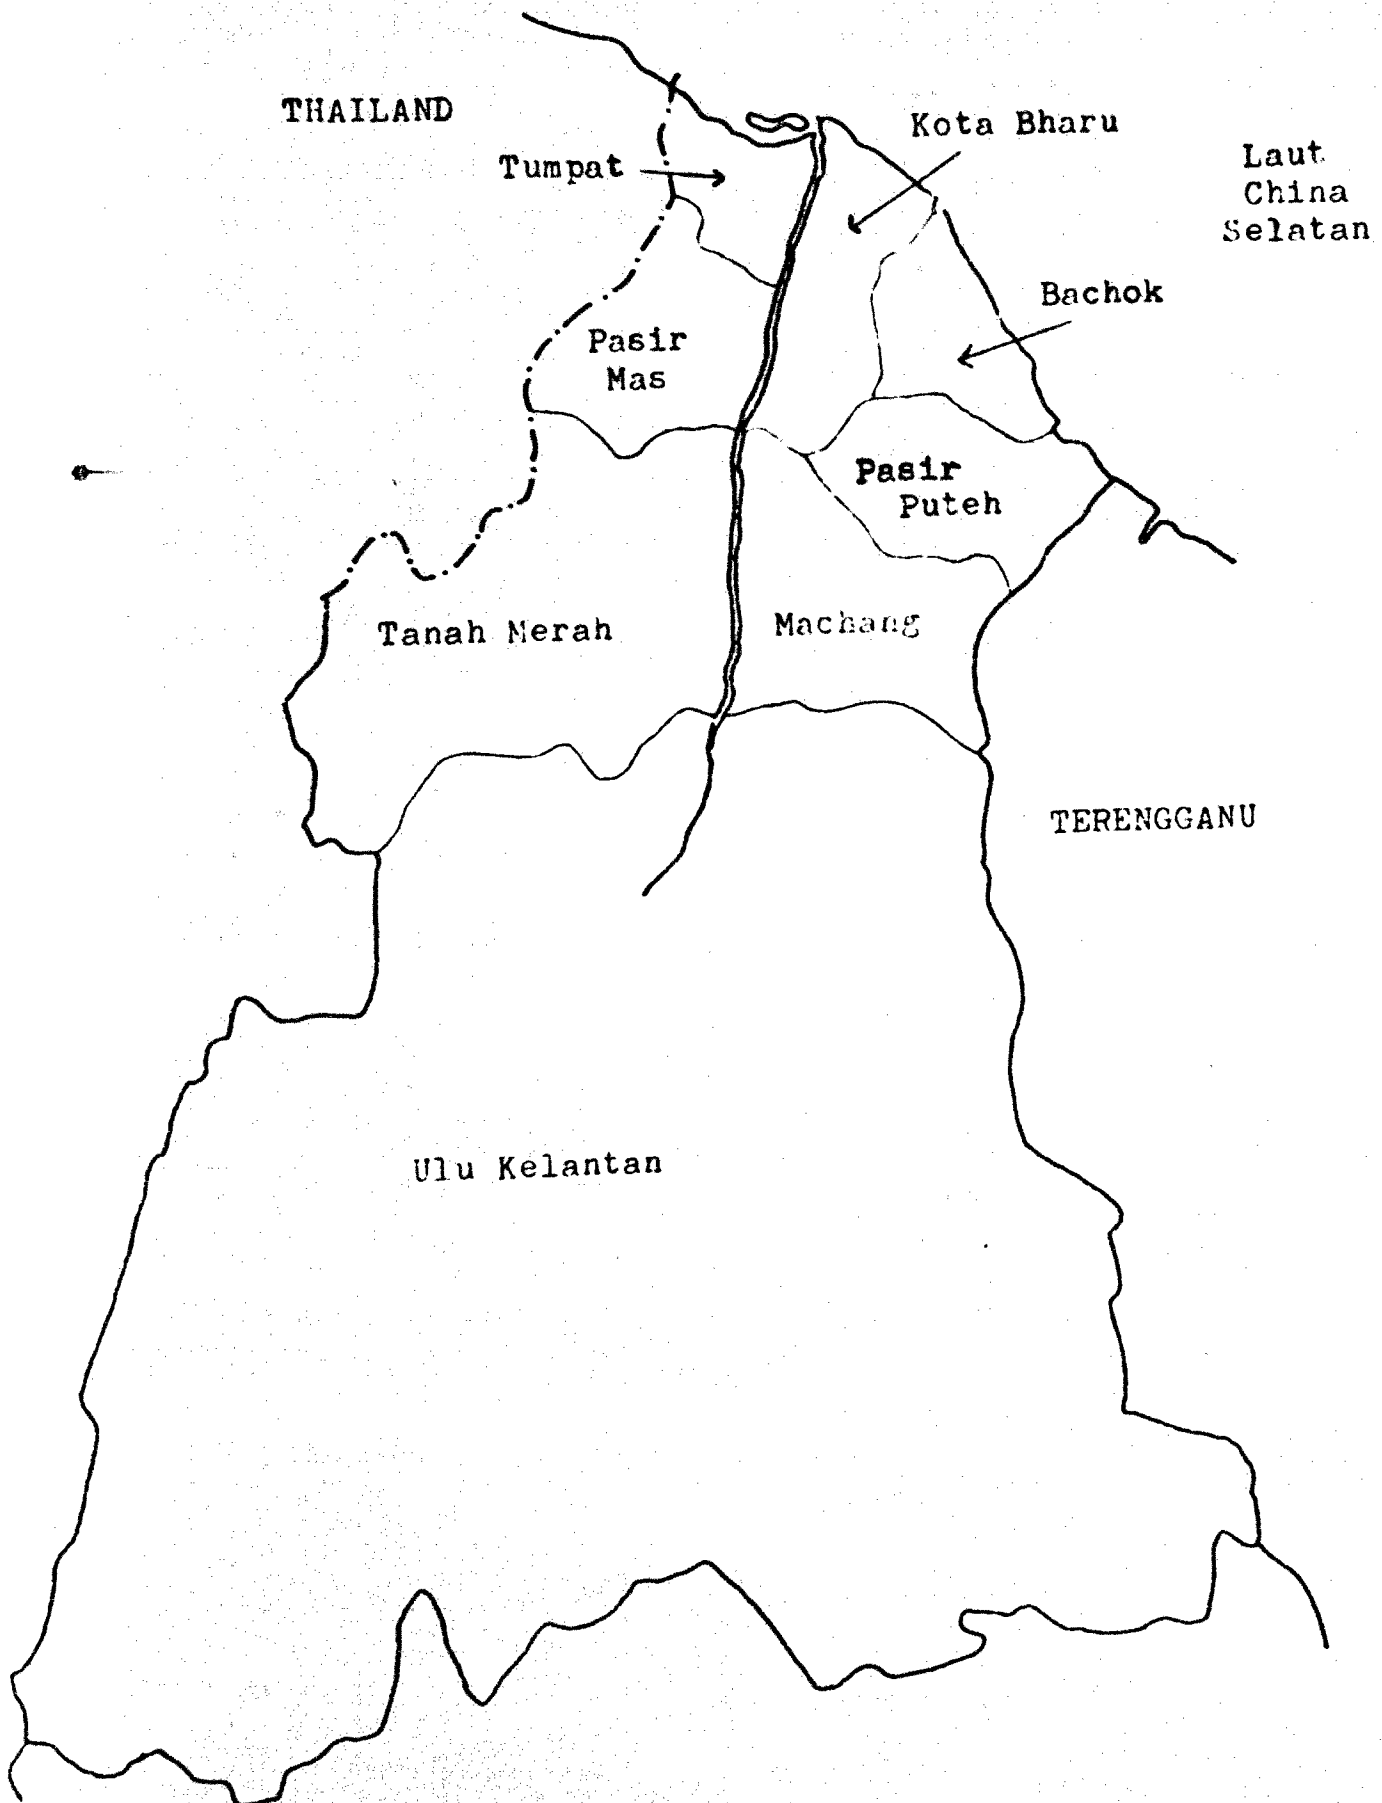 THAILAND
Kota Bharu
Tumpat
Laut
China
Selatan
Bachok
Pasir
Mas
Pasir
Puteh
Tanah Merah
Machang
TERENGGANU
Ulu Kelantan